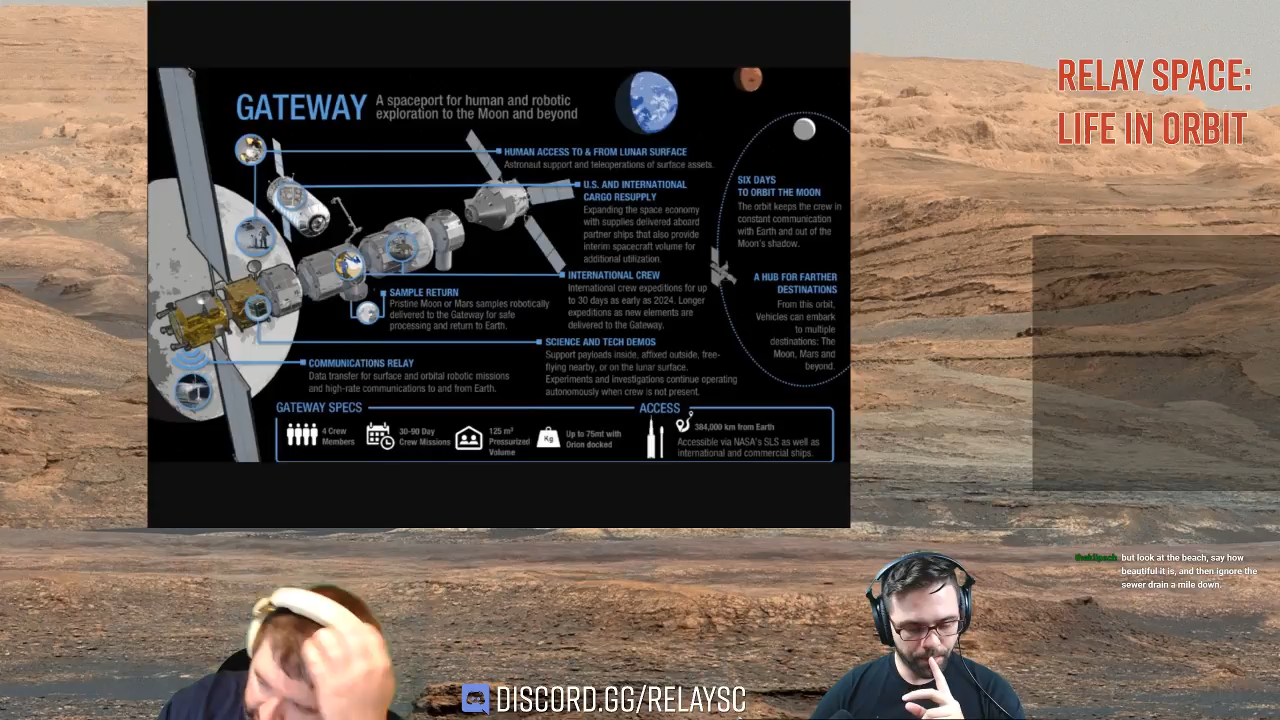 RELAY SPACE:
LIFE IN ORBIT
GATEWAY
A spaceport for human and robotic
exploration to the Moon and beyond
HUMAN ACCESS TO & FROM LUNAR SURFACE
Astronaut support and teleoperations of surface assets.
U.S. AND INTERNATIONAL
CARGO RESUPPLY
Expanding the space economy
with supplies delivered aboard
partner ships that also provide
interim spacecraft volume for
additional utilization.
SIX DAYS
TO ORBIT THE MOON
The orbit keeps the crew in
constant communication
with Earth and out of the
Moon's shadow.
INTERNATIONAL CREW
International crew expeditions for up
to 30 days as early as 2024. Longer
expeditions as new elements are
delivered to the Gateway.
A HUB FOR FARTHER
DESTINATIONS
From this orbit,
Vehicles can embark
to multiple
destinations: The
Moon, Mars and
beyond.
SAMPLE RETURN
Pristine Moon or Mars samples robotically
delivered to the Gateway for safe
processing and return to Earth.
SCIENCE AND TECH DEMOS
Support payloads inside, affixed outside, free-
flying nearby, or on the lunar surface.
Experiments and investigations continue operating
autonomously when crew is not present.
COMMUNICATIONS RELAY
Data transfer for surface and orbital robotic missions
and high-rate communications to and from Earth.
GATEWAY SPECS
4 Crew
Members
30-90 Day
Crew Missions
125 m³
Pressurized
Volume
Kg
Up to 75mt with
Orion docked
ACCESS
384,000 km from Earth
Accessible via NASA's SLS as well as
international and commercial ships.
but look at the beach, say how
beautiful it is, and then ignore the
sewer drain a mile down.
DISCORD.GG/RELAYSC